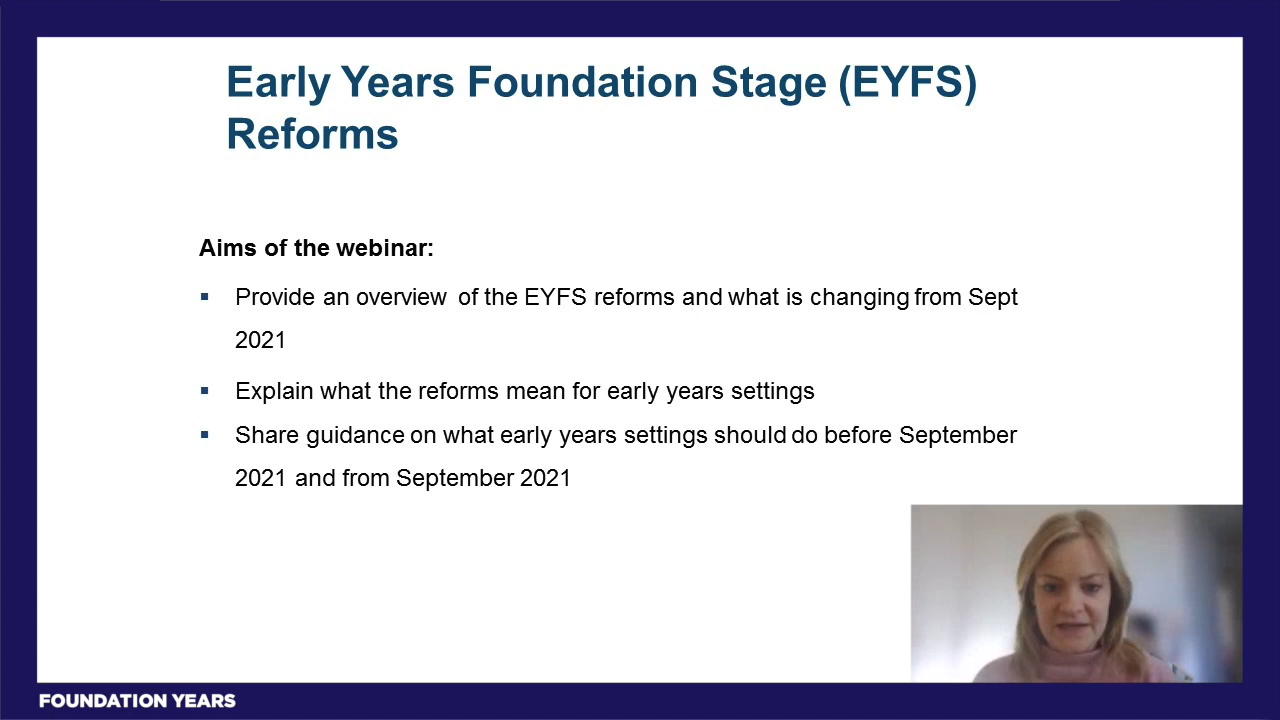 Early Years Foundation Stage (EYFS)
Reforms
Aims of the webinar:
▪ Provide an overview of the EYFS reforms and what is changing from Sept
2021
▪ Explain what the reforms mean for early years settings
▪ Share guidance on what early years settings should do before September
2021 and from September 2021
FOUNDATION YEARS